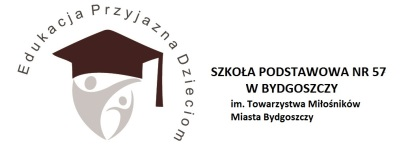 Edukacja Przyjazna Dzieciom
SZKOŁA PODSTAWOWA NR 57
W BYDGOSZCZY
im. Towarzystwa Miłośników
Miasta Bydgoszczy